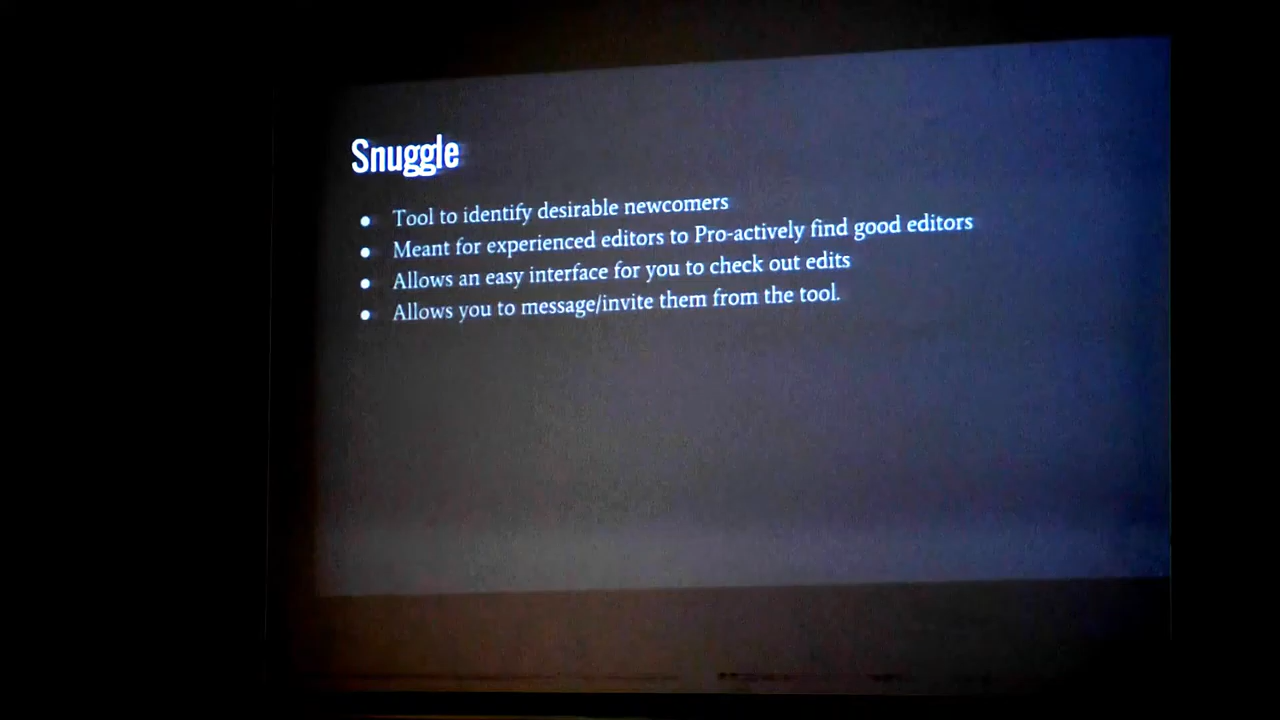 Snuggle
● Tool to identify desirable newcomers
● Meant for experienced editors to Pro-actively find good editors
● Allows an easy interface for you to check out edits
● Allows you to message/invite them from the tool.